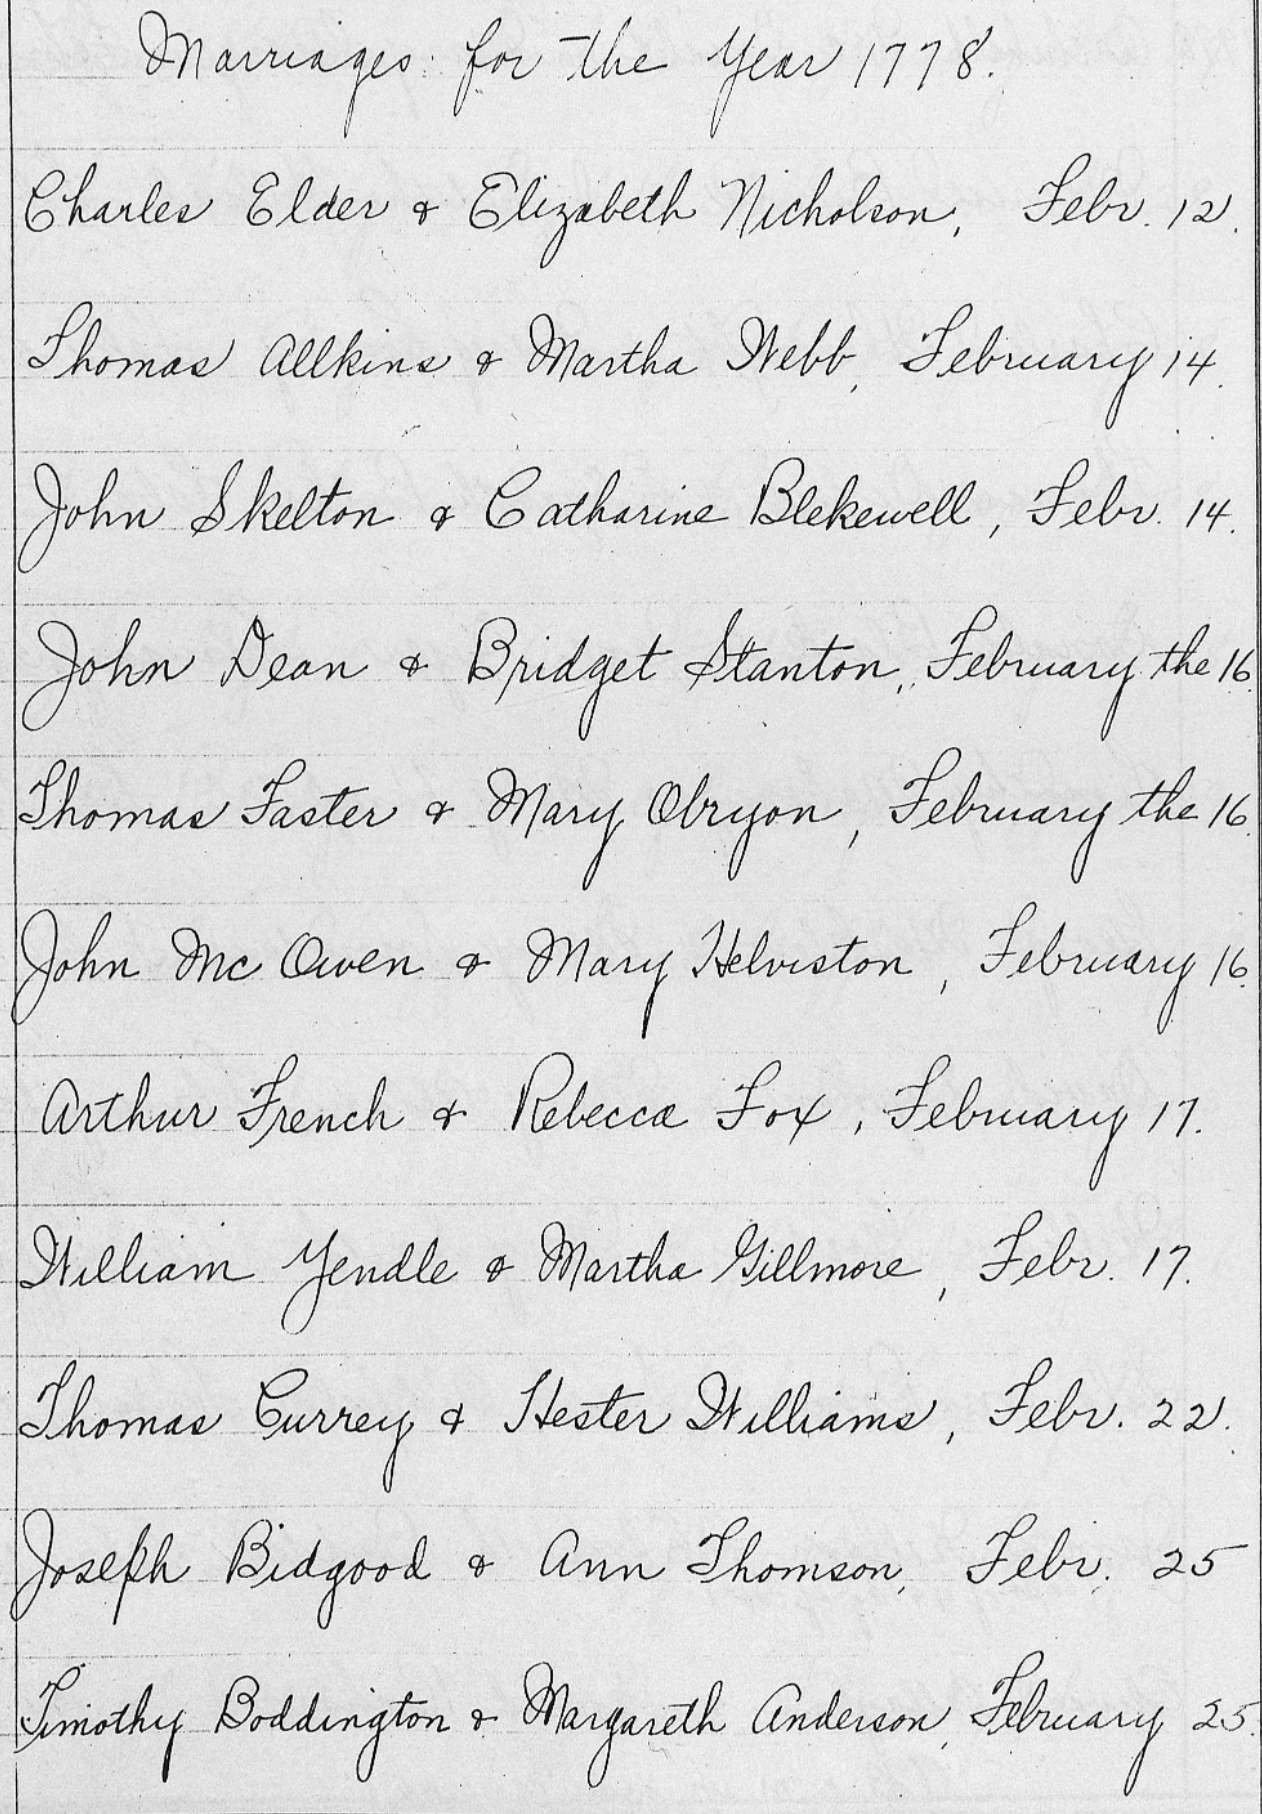 Marriages for the Year 1778.
Charles Elder & Elizabeth Nicholson, Febr. 12.
Thomas Allkins & Martha Webb, February 14.
John Skelton & Catharine Blekewell, Febr. 14.
John Dean & Bridget Stanton, February the 16.
Thomas Faster & Mary Obryon, February the 16.
John Mc Owen & Mary Helveston, February 16.
Arthur French & Rebecca Fox, February 17.
William Yendle & Martha Gillmore, Febr. 17.
Thomas Currey & Hester Williams, Febr. 22.
Joseph Bidgood & Ann Thomson, Febr. 25
Timothy Boddington & Margareth Anderson, February 25.